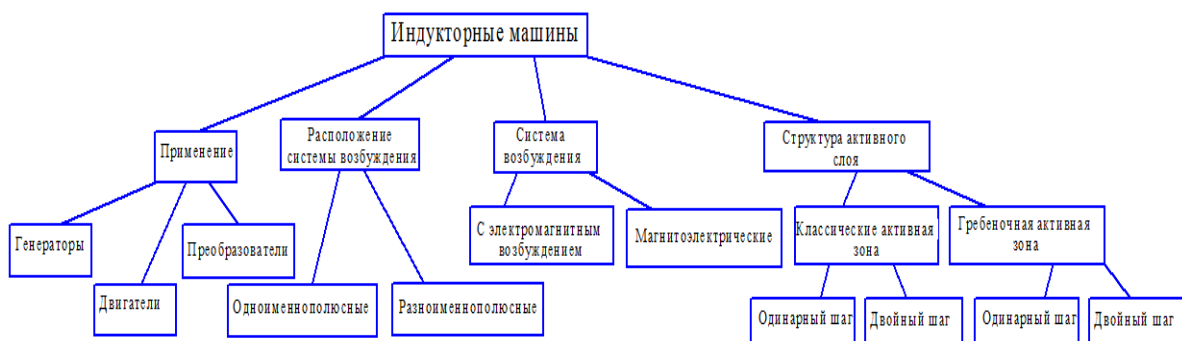 Индукторные машины
Применение
Расположение
системы возбуждения
Система
возбуждения
Структура активного
слоя
Генераторы
Двигатели
Преобразователи
Одноименнополюсные
Разноименнополюсные
С электромагнитным
возбуждением
Магнитоэлектрические
Классические активная
зона
Гребеночная активная
зона
Одинарный шаг
Двойный шаг
Одинарный шаг
Двойный шаг